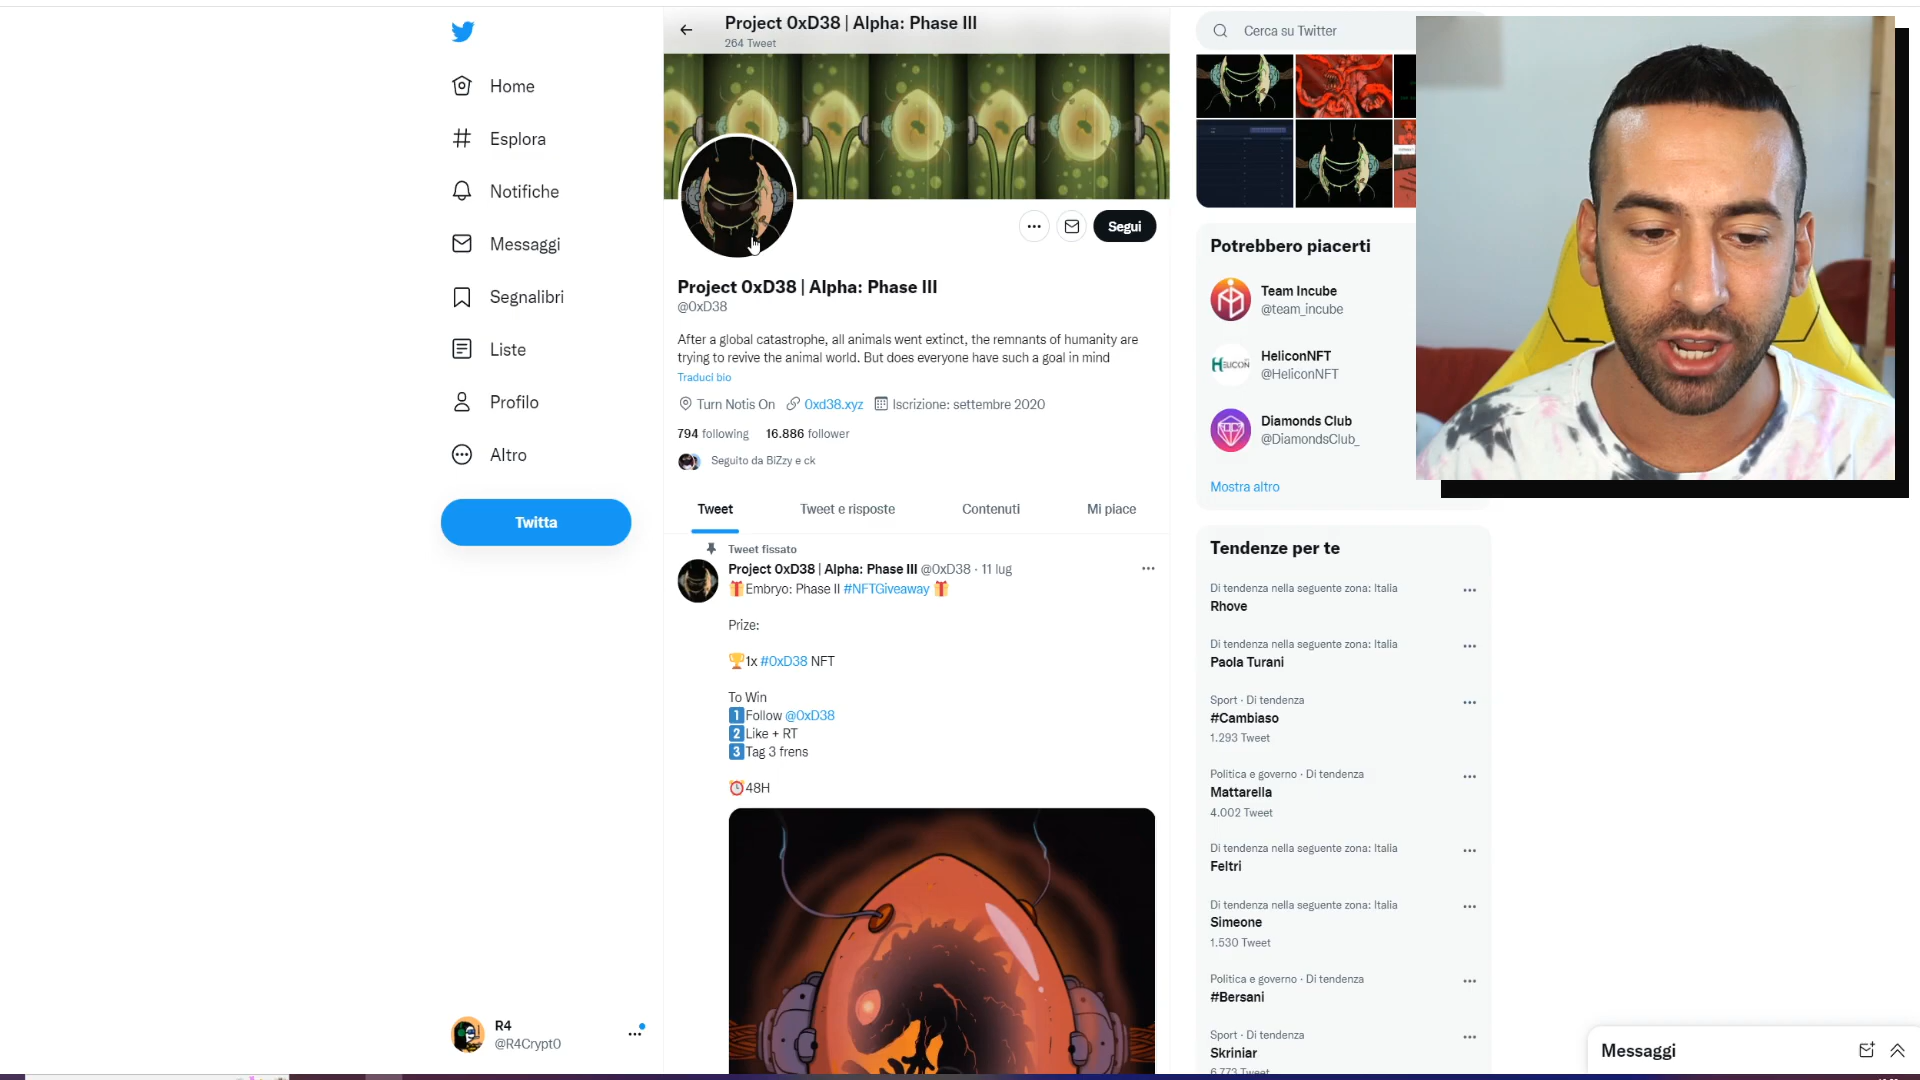 Project 0xD38 | Alpha: Phase III
264 Tweet
Home
Esplora
Notifiche
Messaggi
Segnalibri
Liste
Profilo
Altro
Twitta
R4
@R4Crypt0
Segui
Project 0xD38 | Alpha: Phase III
@0xD38
After a global catastrophe, all animals went extinct, the remnants of humanity are
trying to revive the animal world. But does everyone have such a goal in mind
Traduci bio
Turn Notis On 0xd38.xyz Iscrizione: settembre 2020
794 following 16.886 follower
Seguito da BiZzy e ck
Tweet Tweet e risposte Contenuti Mi piace
Tweet fissato
Project 0xD38 | Alpha: Phase III @0xD38 · 11 lug
🎁Embryo: Phase II #NFTGiveaway 🎁
Prize:
🏆1x #0xD38 NFT
To Win
1️⃣Follow @0xD38
2️⃣Like + RT
3️⃣Tag 3 frens
⏰48H
Cerca su Twitter
Potrebbero piacerti
Team Incube
@team_incube
HELICON
HeliconNFT
@HeliconNFT
Diamonds Club
@DiamondsClub_
Mostra altro
Tendenze per te
Di tendenza nella seguente zona: Italia
Rhove
Di tendenza nella seguente zona: Italia
Paola Turani
Sport · Di tendenza
#Cambiaso
1.293 Tweet
Politica e governo · Di tendenza
Mattarella
4.002 Tweet
Di tendenza nella seguente zona: Italia
Feltri
Di tendenza nella seguente zona: Italia
Simeone
1.530 Tweet
Politica e governo · Di tendenza
#Bersani
Sport · Di tendenza
Skriniar
6.773 Tweet
Messaggi